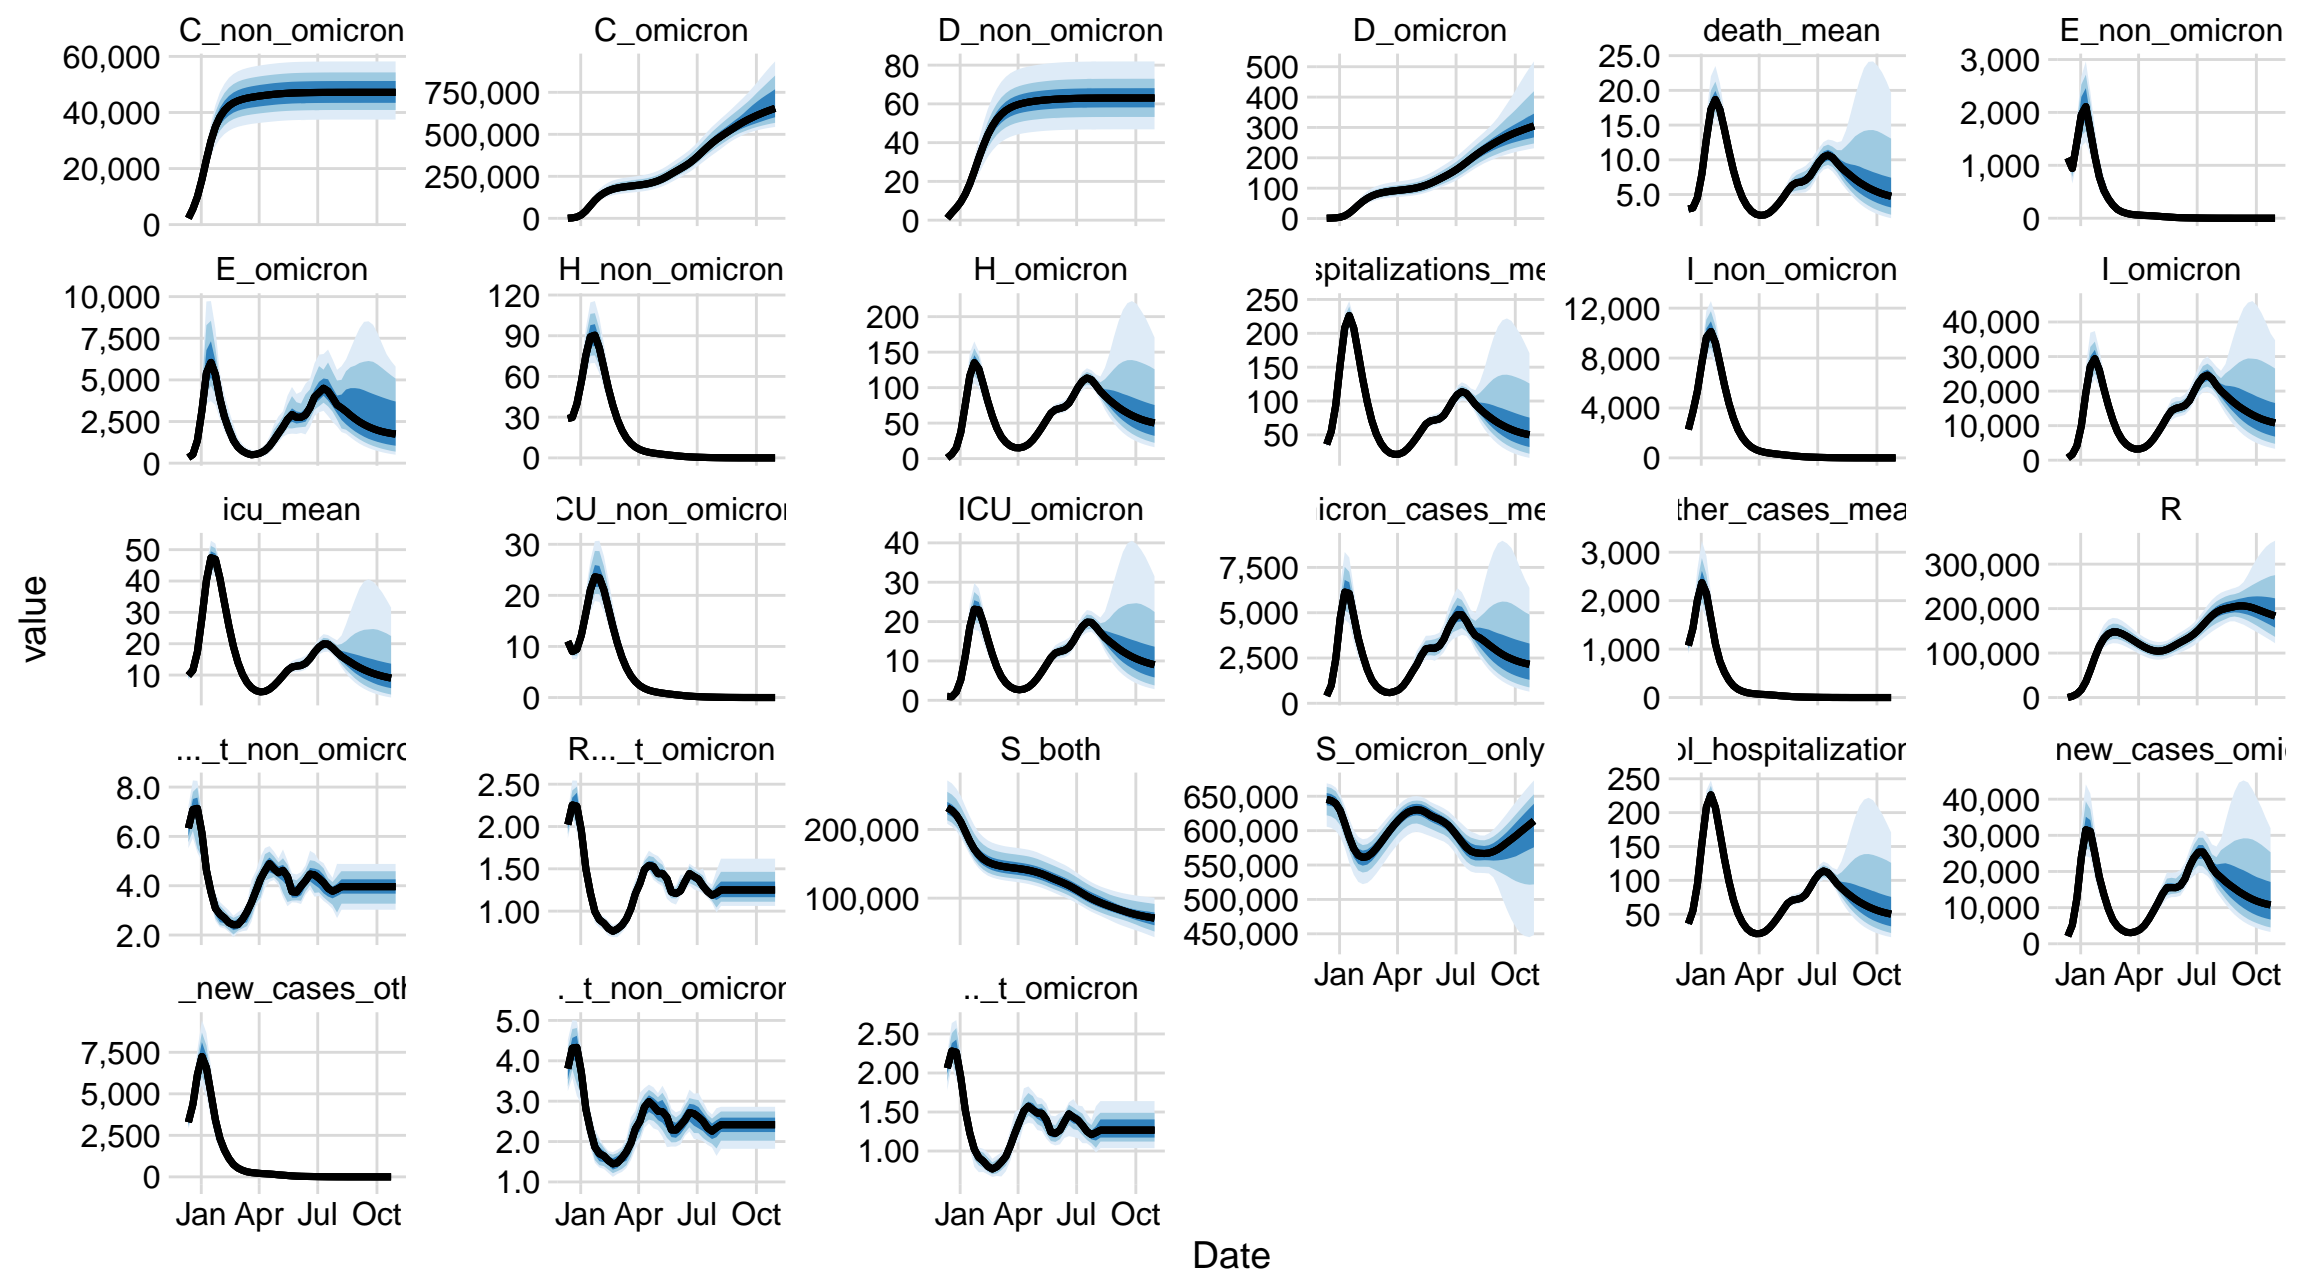 C_non_omicron C_omicron D_non_omicron D_omicron death_mean E_non_omicron
60,000 40,000 20,000 0
750,000 500,000 250,000 0
80 60 40 20 0
500 400 300 200 100 0
25.0 20.0 15.0 10.0 5.0
3,000 2,000 1,000 0
E_omicron H_non_omicron H_omicron spitalizations_me I_non_omicron I_omicron
10,000 7,500 5,000 2,500 0
120 90 60 30 0
200 150 100 50 0
250 200 150 100 50
12,000 8,000 4,000 0
40,000 30,000 20,000 10,000 0
value
icu_mean CU_non_omicron ICU_omicron icron_cases_me ther_cases_mea R
50 40 30 20 10
30 20 10 0
40 30 20 10 0
7,500 5,000 2,500 0
3,000 2,000 1,000 0
300,000 200,000 100,000 0
..._t_non_omicro R..._t_omicron S_both S_omicron_only ol_hospitalization new_cases_omi
8.0 6.0 4.0 2.0
2.50 2.00 1.50 1.00
200,000 100,000
650,000 600,000 550,000 500,000 450,000
250 200 150 100 50
40,000 30,000 20,000 10,000 0
Jan Apr Jul Oct Jan Apr Jul Oct Jan Apr Jul Oct
_new_cases_oth ._t_non_omicron .._t_omicron
7,500 5,000 2,500 0
5.0 4.0 3.0 2.0 1.0
2.50 2.00 1.50 1.00
Jan Apr Jul Oct Jan Apr Jul Oct Jan Apr Jul Oct
Date